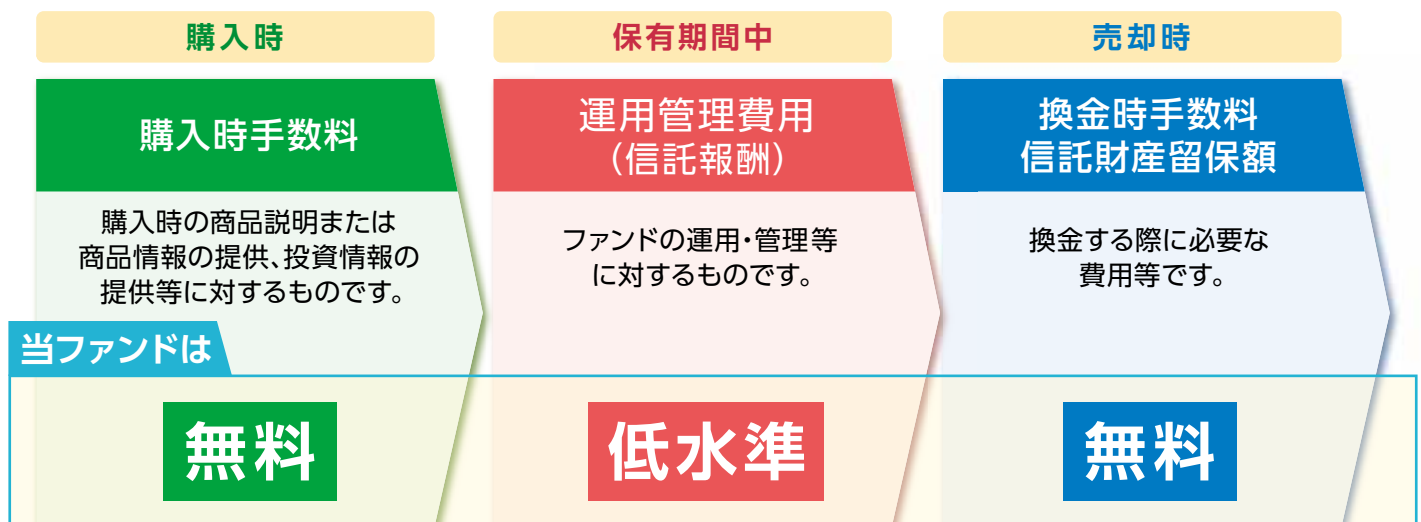 購入時
保有期間中
売却時
購入時手数料
運用管理費用
(信託報酬)
換金時手数料
信託財産留保額
購入時の商品説明または
商品情報の提供、投資情報の
提供等に対するものです。
ファンドの運用・管理等
に対するものです。
換金する際に必要な
費用等です。
当ファンドは
無料
低水準
無料